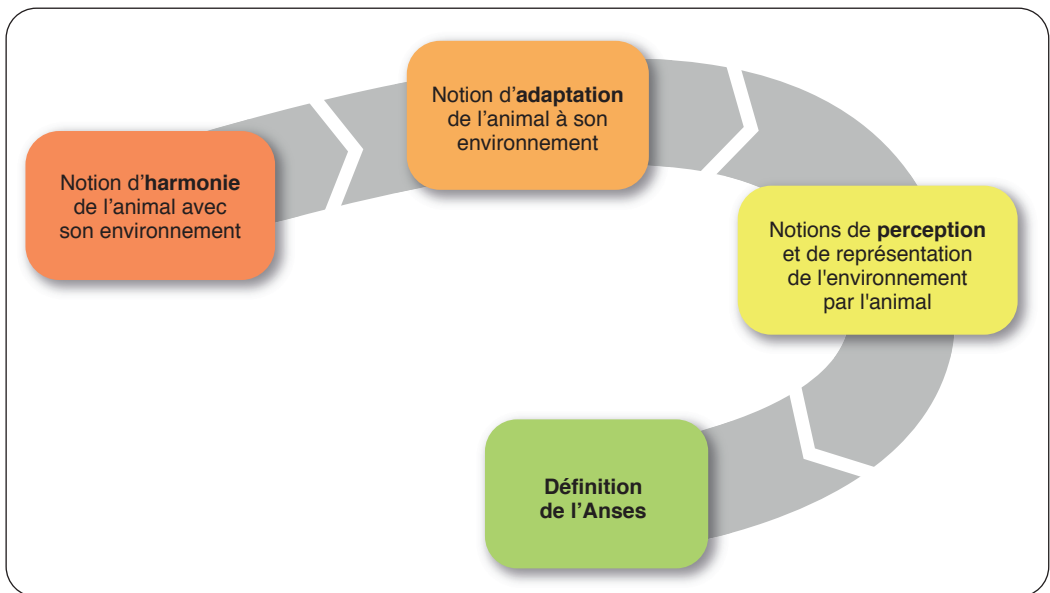 Notion d’harmonie
de l’animal avec
son environnement
Notion d’adaptation
de l’animal à son
environnement
Notions de perception
et de représentation
de l'environnement
par l'animal
Définition
de l’Anses